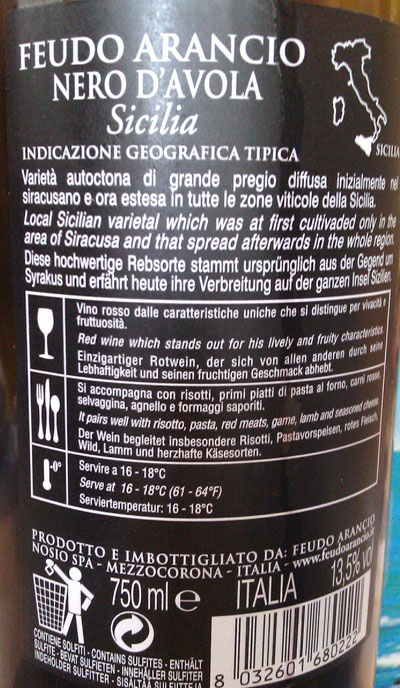 FEUDO ARANCIO
NERO D'AVOLA
Sicilia
INDICAZIONE GEOGRAFICA TIPICA
SICILIA
Varietà autoctona di grande pregio diffusa inizialmente nel
siracusano e ora estesa in tutte le zone viticole della Sicilia.
Local Sicilian varietal which was at first cultivaded only in the
area of Siracusa and that spread afterwards in the whole region.
Diese hochwertige Rebsorte stammt ursprünglich aus der Gegend um
Syrakus und erfährt heute ihre Verbreitung auf der ganzen Insel Sizilien.
Vino rosso dalle caratteristiche uniche che si distingue per vivacità e
fruttuosità.
Red wine which stands out for his lively and fruity characteristics.
Einzigartiger Rotwein, der sich von allen anderen durch seine
Lebhaftigkeit und seinen fruchtigen Geschmack abhebt.
Si accompagna con risotti, primi piatti di pasta al forno, carni rosse,
selvaggina, agnello e formaggi saporiti.
It pairs well with risotto, pasta, red meats, game, lamb and seasoned cheese.
Der Wein begleitet insbesondere Risotti, Pastavorspeisen, rotes Fleisch,
Wild, Lamm und herzhafte Käsesorten.
-0°
Servire a 16 - 18°C
Serve at 16 - 18°C (61 - 64°F)
Serviertemperatur: 16 - 18°C
PRODOTTO E IMBOTTIGLIATO DA: FEUDO ARANCIO
NOSIO SPA - MEZZOCORONA - ITALIA - www.feudoarancio.it
750 ml e ITALIA 13,5% vol
CONTIENE SOLFITI - CONTAINS SULFITES - ENTHÄLT
SULFITE - BEVAT SULFIETEN - INNEHÅLLER SULFITER
INDEHOLDER SULFITTER - SISÄLTÄÄ SULFIITTEJA
8 032601 680222